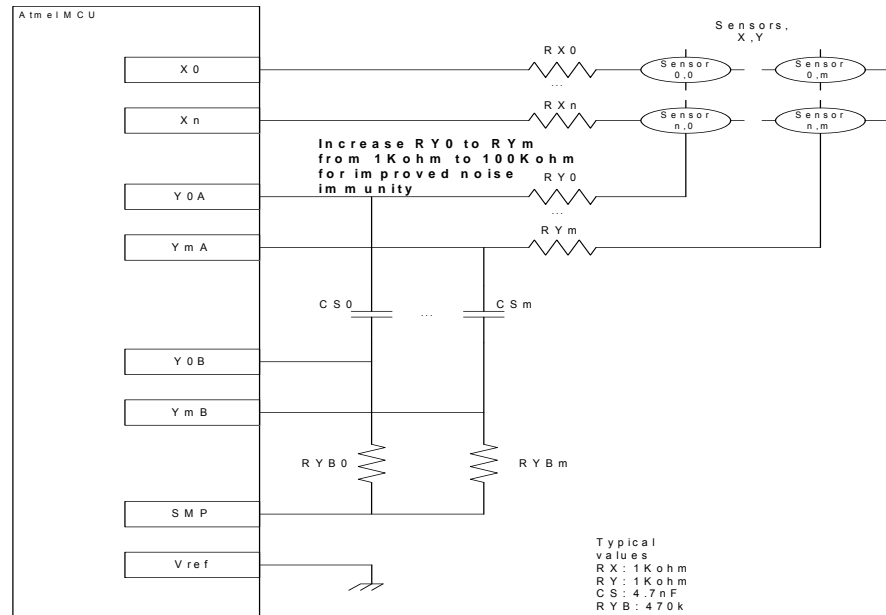 AtmelMCU
Sensors,
X,Y
X0
RX0
...
Sensor
0,0
Sensor
0,m
Xn
RXn
Sensor
n,0
Sensor
n,m
Increase RY0 to RYm
from 1Kohm to 100Kohm
for improved noise
immunity
Y0A
RY0
...
YmA
RYm
CS0
...
CSm
Y0B
YmB
RYB0
RYBm
SMP
Vref
Typical
values
RX: 1Kohm
RY: 1Kohm
CS: 4.7nF
RYB: 470k